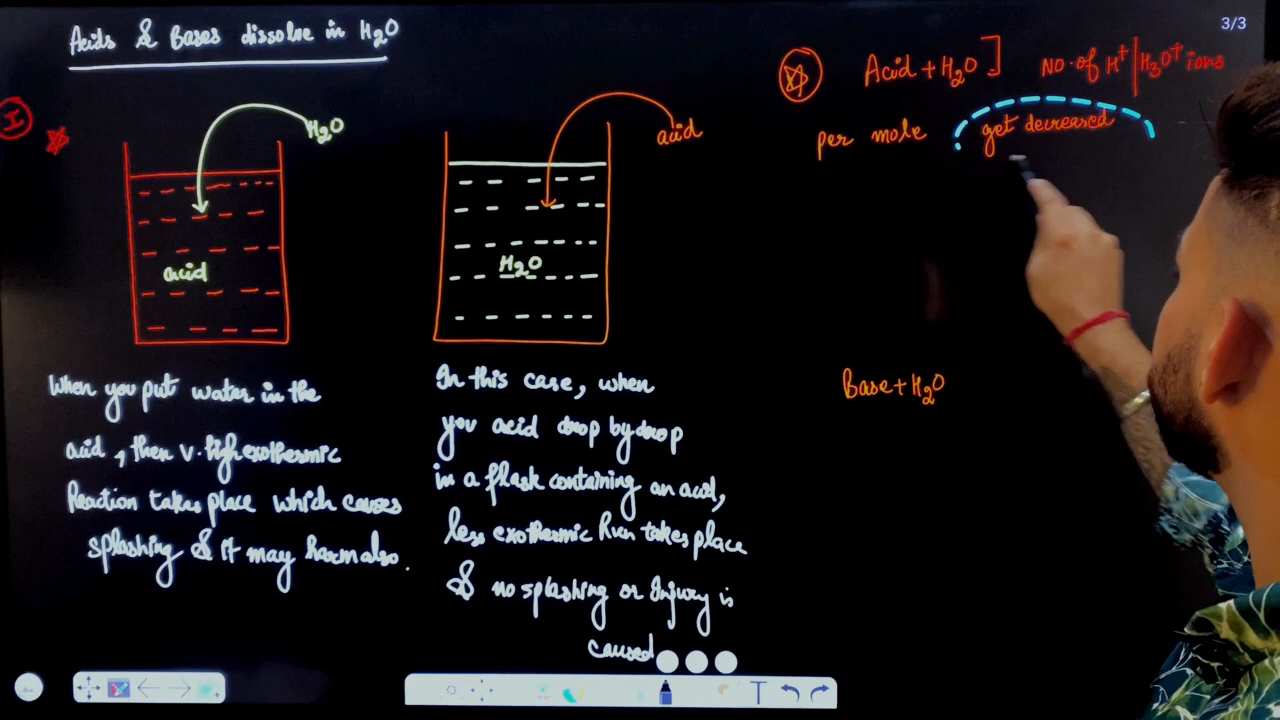 Acids & Bases dissolve in H₂O
3/3
I
H₂O
acid
When you put water in the
acid, then v. high exothermic
Reaction takes place which causes
splashing & it may harm also.
acid
H₂O
In this case, when
you acid drop by drop
in a flask containing an acid,
less exothermic Rxn takes place
& no splashing or Injury is
caused
Acid + H₂O ] NO. of H⁺ | H₃O⁺ ions
per mole get decreased
Base + H₂O
T